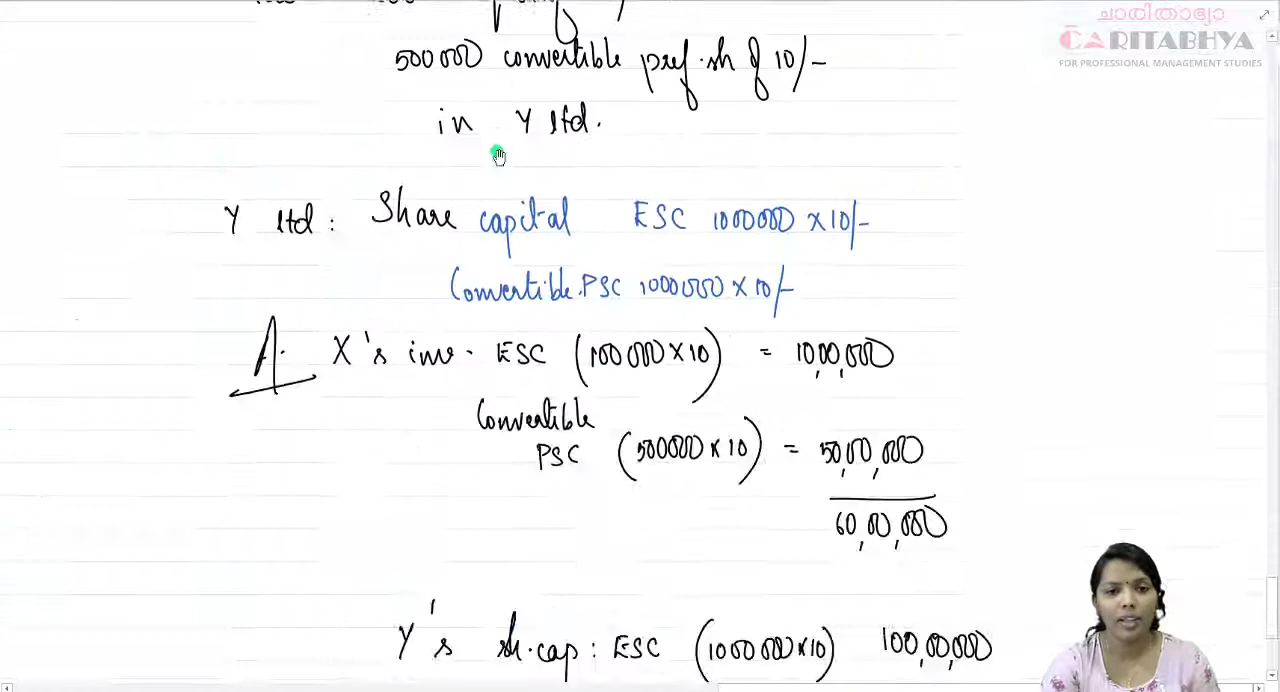 ചാരിതാഭ്യാ
CARITABHYA
FOR PROFESSIONAL MANAGEMENT STUDIES
500000 convertible pref.sh of 10/-
in Y ltd.
Y ltd : Share capital ESC 1000000 × 10/-
Convertible.PSC 1000000 × 10/-
A. X's inv. ESC (100000 × 10) = 10,00,000
Convertible
PSC (500000 × 10) = 50,00,000
60,00,000
Y's sh.cap : ESC (1000000 × 10) 100,00,000